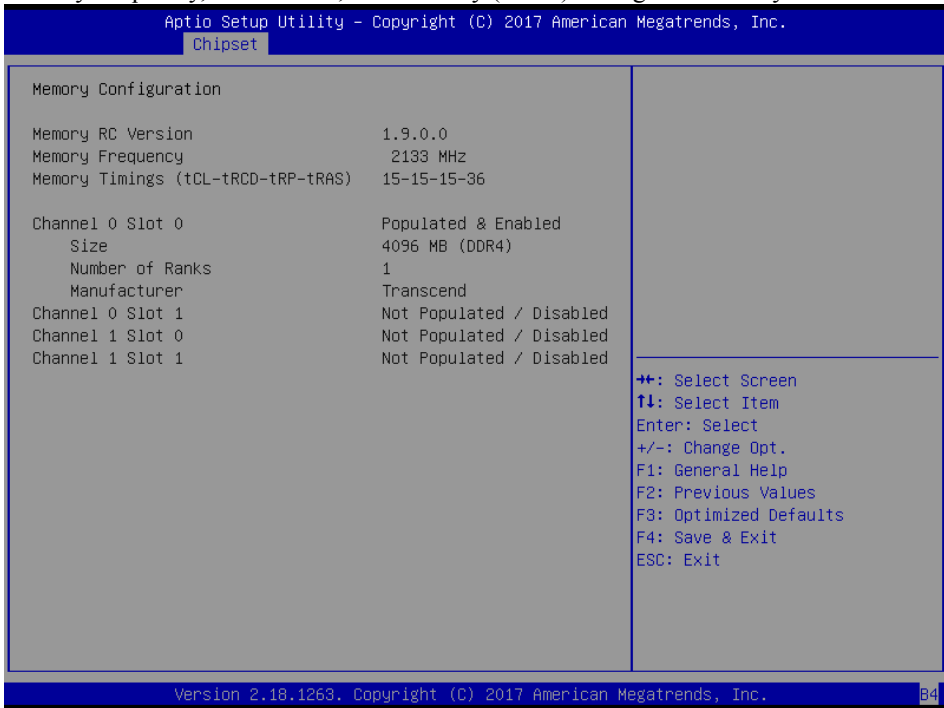 Aptio Setup Utility – Copyright (C) 2017 American Megatrends, Inc.
Chipset
Memory Configuration
Memory RC Version 1.9.0.0
Memory Frequency 2133 MHz
Memory Timings (tCL-tRCD-tRP-tRAS) 15-15-15-36
Channel 0 Slot 0 Populated & Enabled
Size 4096 MB (DDR4)
Number of Ranks 1
Manufacturer Transcend
Channel 0 Slot 1 Not Populated / Disabled
Channel 1 Slot 0 Not Populated / Disabled
Channel 1 Slot 1 Not Populated / Disabled
→←: Select Screen
↑↓: Select Item
Enter: Select
+/-: Change Opt.
F1: General Help
F2: Previous Values
F3: Optimized Defaults
F4: Save & Exit
ESC: Exit
Version 2.18.1263. Copyright (C) 2017 American Megatrends, Inc.
B4